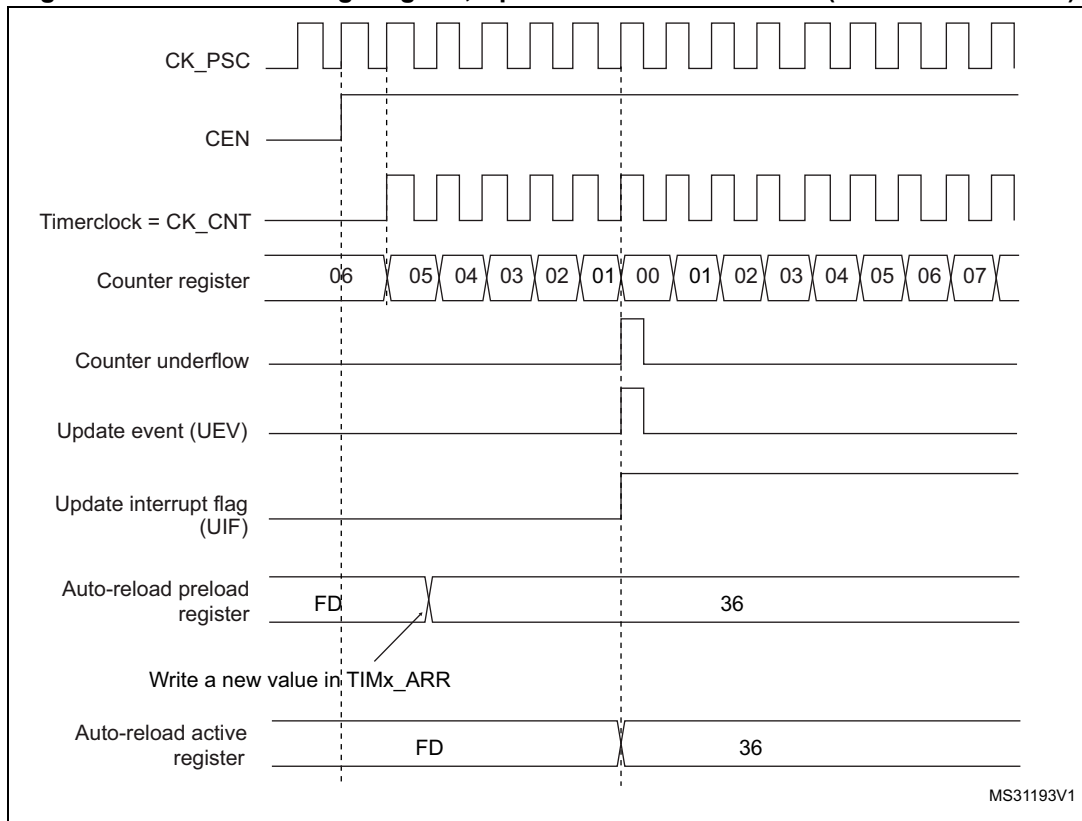 CK_PSC
CEN
Timerclock = CK_CNT
Counter register 06 05 04 03 02 01 00 01 02 03 04 05 06 07
Counter underflow
Update event (UEV)
Update interrupt flag
(UIF)
Auto-reload preload
register FD 36
Write a new value in TIMx_ARR
Auto-reload active
register FD 36
MS31193V1